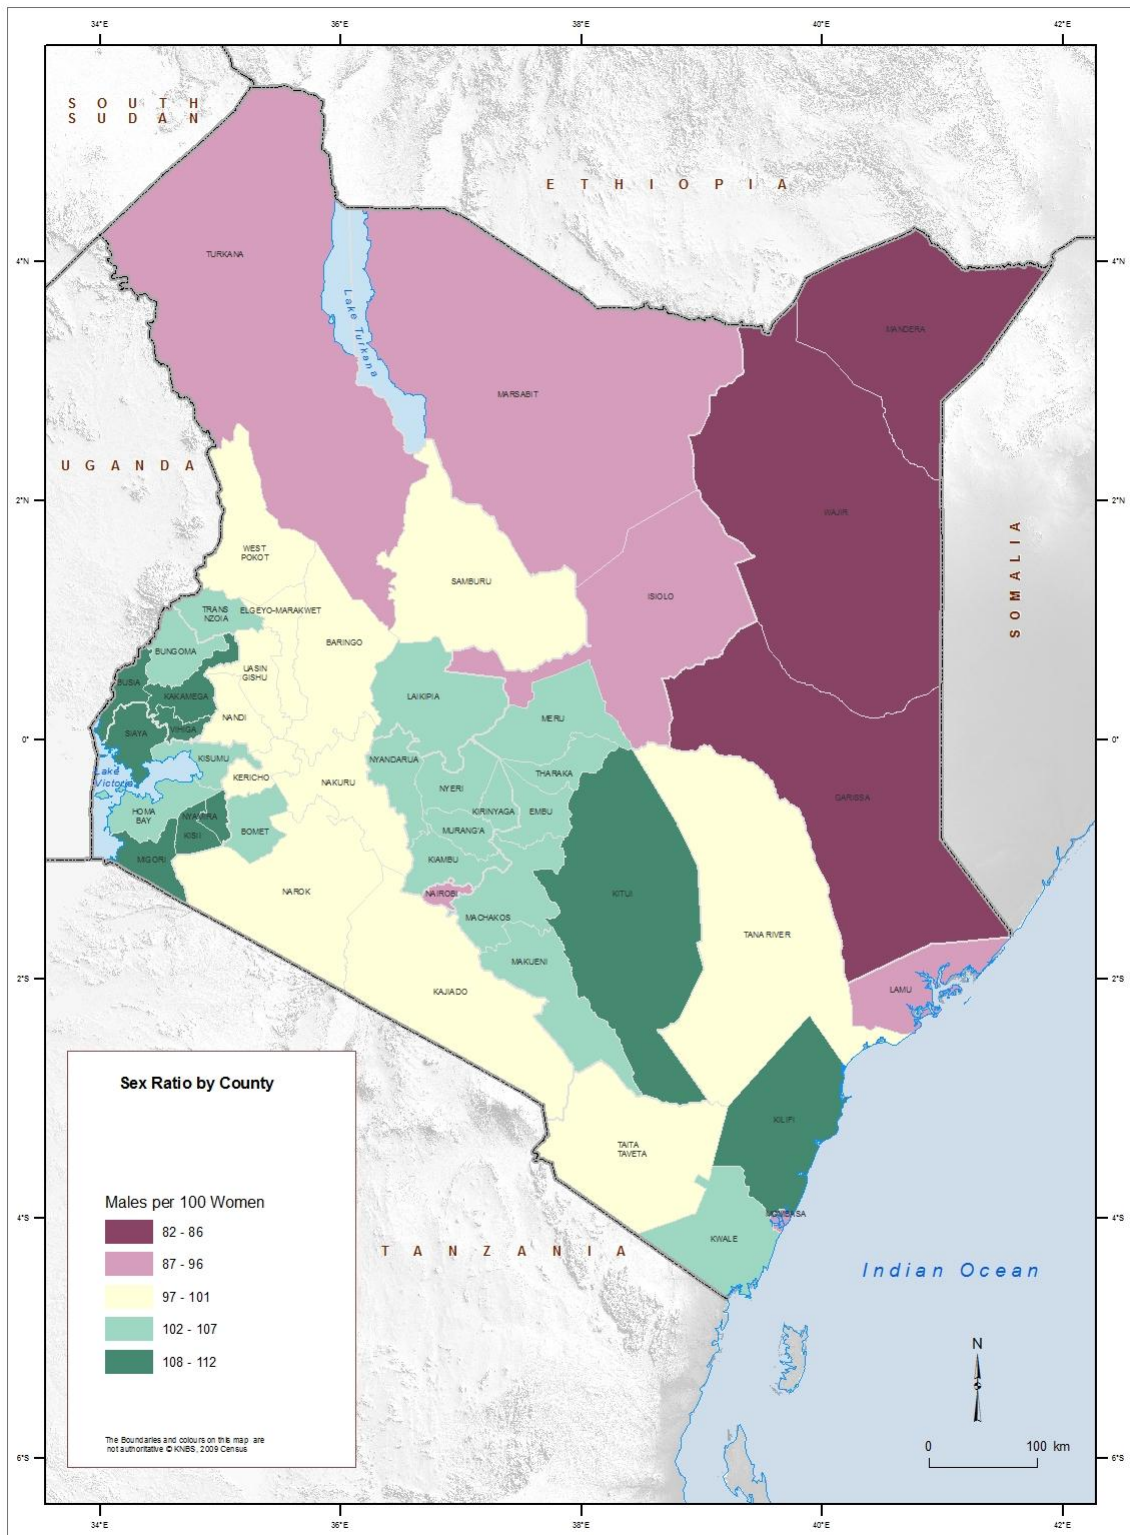 34°E 36°E 38°E 40°E 42°E
SOUTH
SUDAN
ETHIOPIA
TURKANA
4°N 4°N
Lake Turkana
MANDERA
MARSABIT
UGANDA
2°N 2°N
WAJIR
SOMALIA
WEST
POKOT
SAMBURU
ISIOLO
TRANS
NZOIA
ELGEYO-MARAKWET
BARINGO
BUNGOMA
UASIN
GISHU
BUSIA
KAKAMEGA
LAIKIPIA
NANDI
MERU
SIAYA
VIHIGA
0° 0°
KISUMU
NYANDARUA
Lake
Victoria
KERICHO
NAKURU
THARAKA
NYERI
GARISSA
HOMA
BAY
NYAMIRA
KIRINYAGA
EMBU
KISII
BOMET
MURANG'A
MIGORI
KIAMBU
NAROK
NAIROBI
KITUI
MACHAKOS
TANA RIVER
MAKUENI
2°S 2°S
KAJIADO
LAMU
KILIFI
TAITA
TAVETA
MOMBASA
4°S 4°S
KWALE
TANZANIA
Indian Ocean
Sex Ratio by County
Males per 100 Women
82 - 86
87 - 96
97 - 101
102 - 107
108 - 112
The Boundaries and colours on this map are
not authoritative © KNBS, 2009 Census
N
0 100 km
6°S 6°S
34°E 36°E 38°E 40°E 42°E